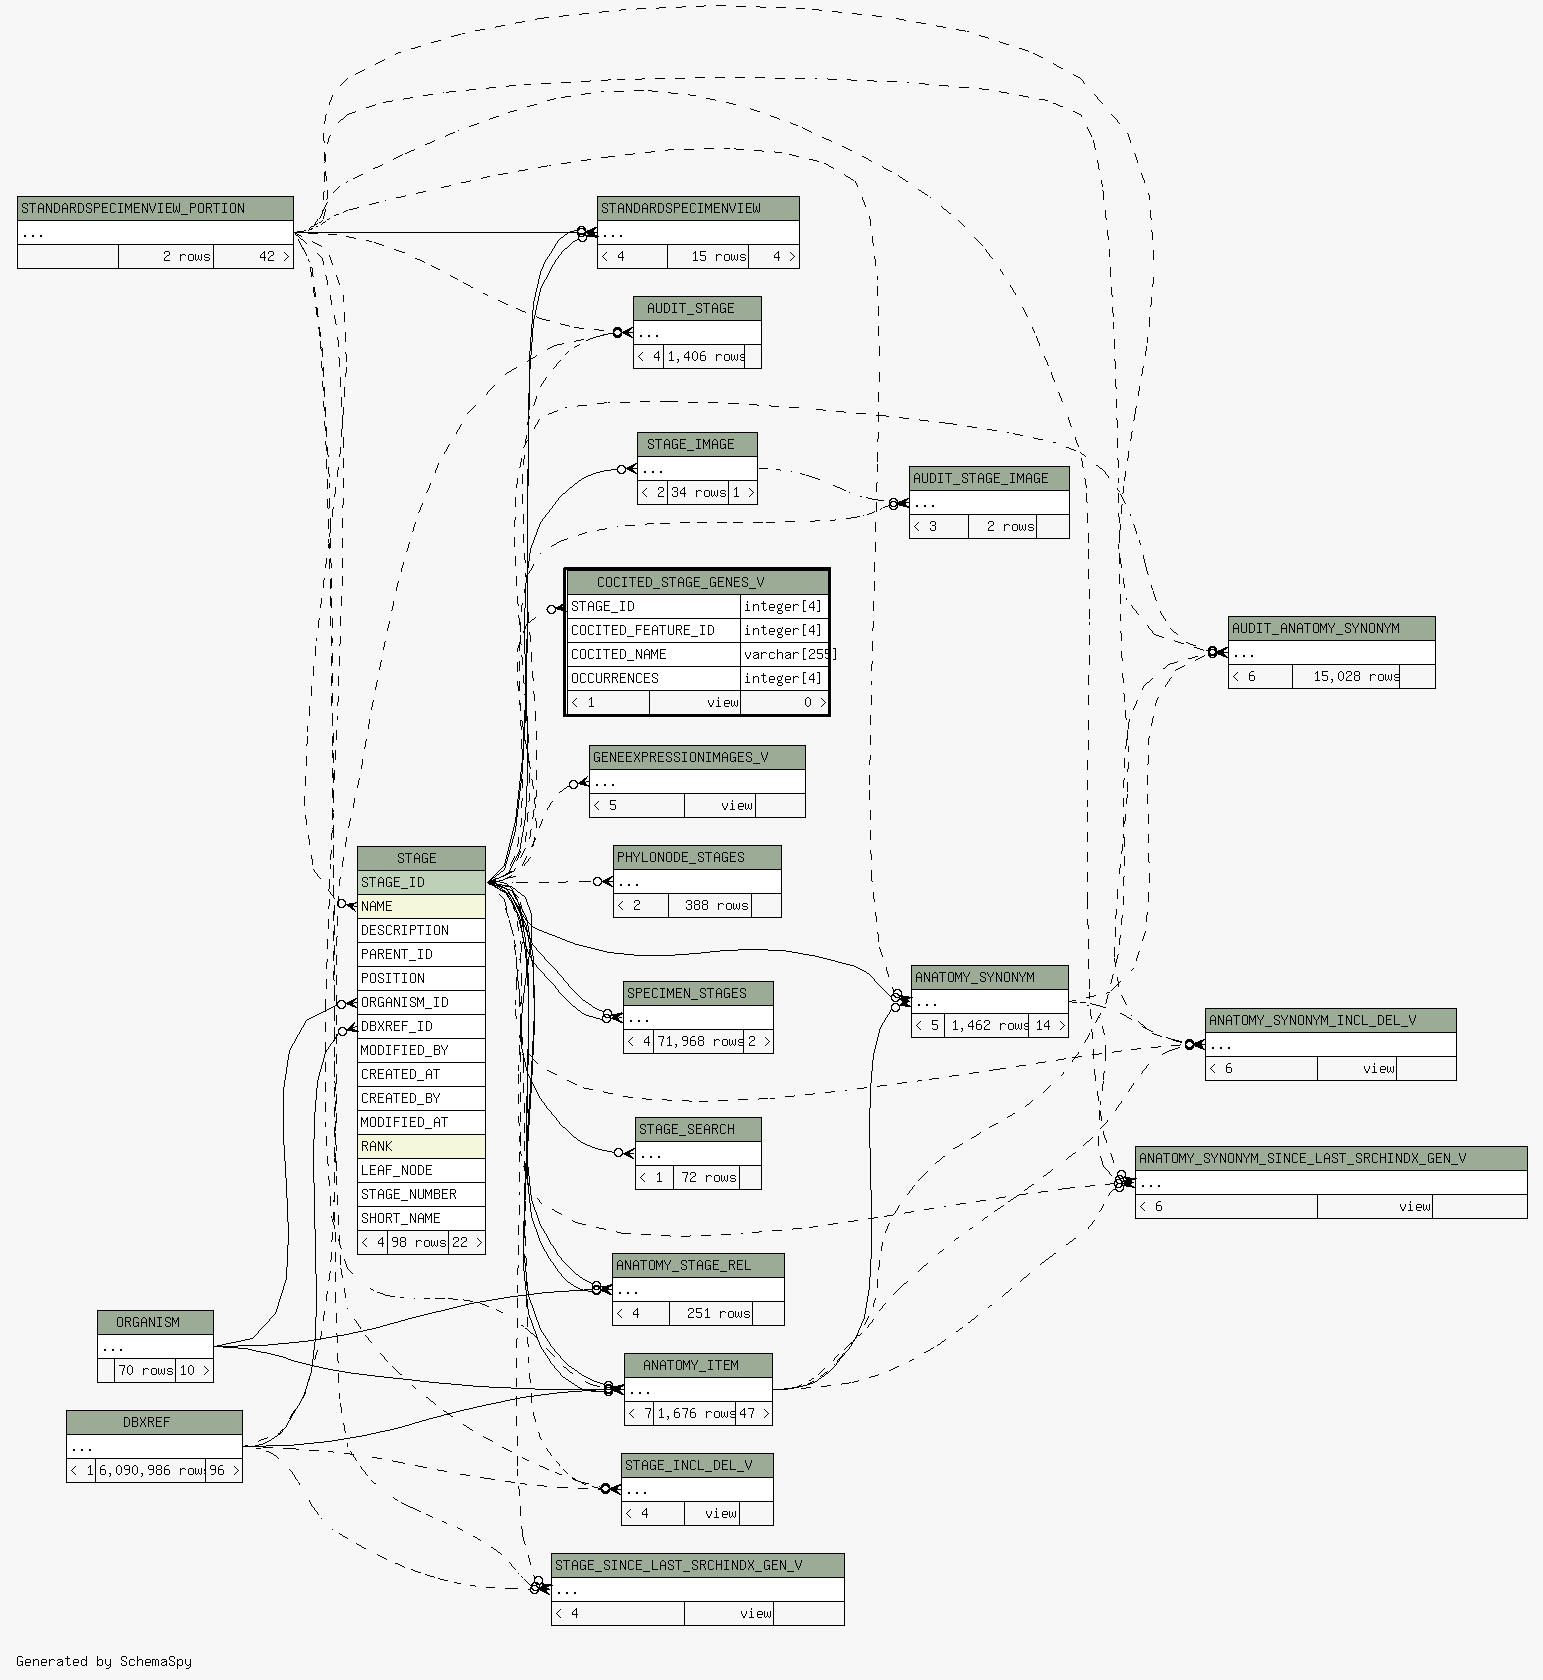 STANDARDSPECIMENVIEW_PORTION
...
2 rows 42 >
STANDARDSPECIMENVIEW
...
< 4 15 rows 4 >
AUDIT_STAGE
...
< 4 1,406 rows
STAGE_IMAGE
...
< 2 34 rows 1 >
AUDIT_STAGE_IMAGE
...
< 3 2 rows
COCITED_STAGE_GENES_V
STAGE_ID integer[4]
COCITED_FEATURE_ID integer[4]
COCITED_NAME varchar[255]
OCCURRENCES integer[4]
< 1 view 0 >
AUDIT_ANATOMY_SYNONYM
...
< 6 15,028 rows
GENEEXPRESSIONIMAGES_V
...
< 5 view
STAGE
STAGE_ID
NAME
DESCRIPTION
PARENT_ID
POSITION
ORGANISM_ID
DBXREF_ID
MODIFIED_BY
CREATED_AT
CREATED_BY
MODIFIED_AT
RANK
LEAF_NODE
STAGE_NUMBER
SHORT_NAME
< 4 98 rows 22 >
PHYLONODE_STAGES
...
< 2 388 rows
ANATOMY_SYNONYM
...
< 5 1,462 rows 14 >
SPECIMEN_STAGES
...
< 4 71,968 rows 2 >
ANATOMY_SYNONYM_INCL_DEL_V
...
< 6 view
STAGE_SEARCH
...
< 1 72 rows
ANATOMY_SYNONYM_SINCE_LAST_SRCHINDX_GEN_V
...
< 6 view
ANATOMY_STAGE_REL
...
< 4 251 rows
ORGANISM
...
70 rows 10 >
ANATOMY_ITEM
...
< 7 1,676 rows 47 >
DBXREF
...
< 1 6,090,986 rows 96 >
STAGE_INCL_DEL_V
...
< 4 view
STAGE_SINCE_LAST_SRCHINDX_GEN_V
...
< 4 view
Generated by SchemaSpy